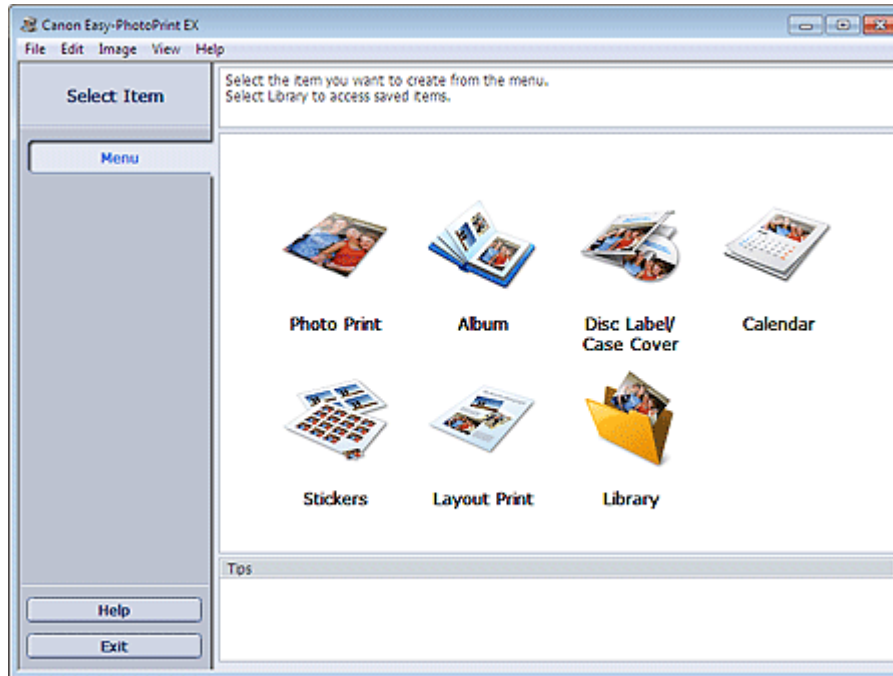 Canon Easy-PhotoPrint EX
File Edit Image View Help
Select Item
Select the item you want to create from the menu.
Select Library to access saved items.
Menu
Photo Print
Album
Disc Label/
Case Cover
Calendar
Stickers
Layout Print
Library
Tips
Help
Exit